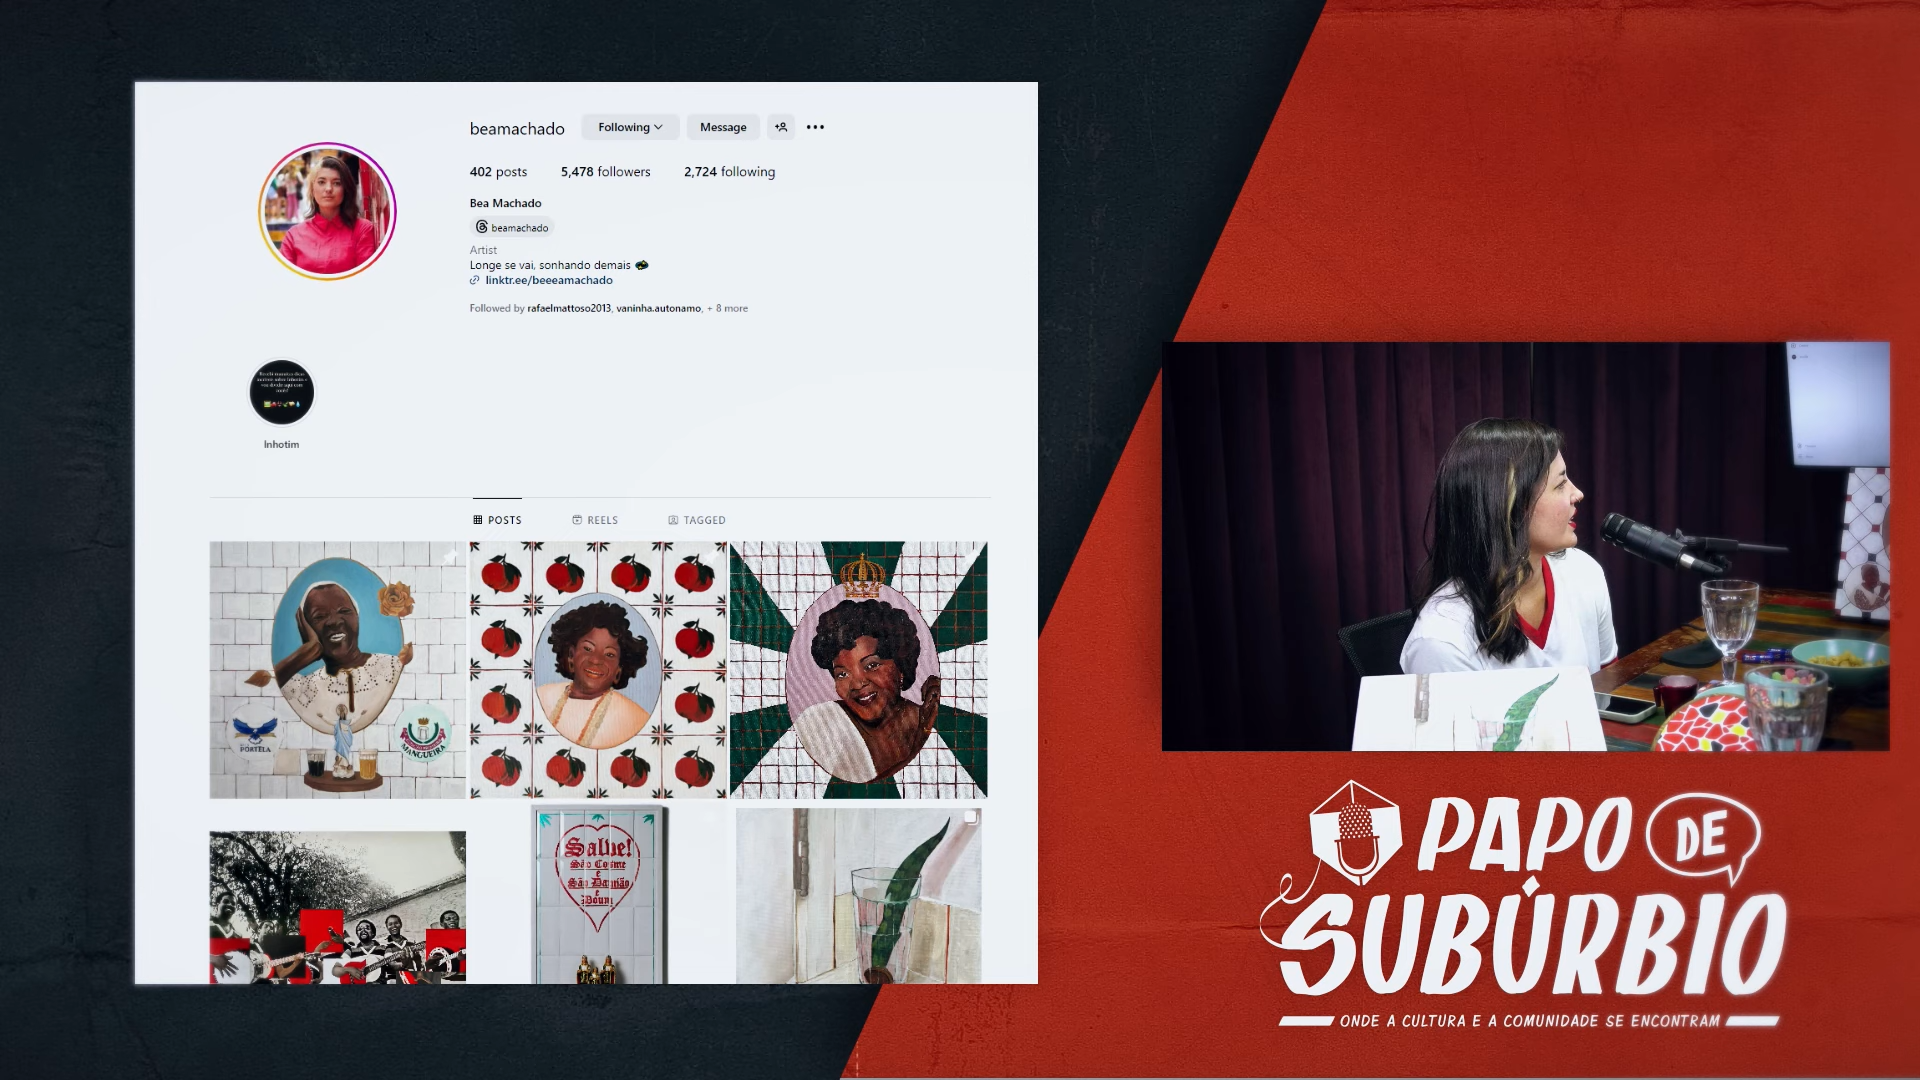 beamachado
Following
Message
402 posts
5,478 followers
2,724 following
Bea Machado
beamachado
Artist
Longe se vai, sonhando demais
linktr.ee/beeeamachado
Followed by rafaelmattoso2013, vaninha.autonamo, + 8 more
Inhotim
POSTS
REELS
TAGGED
PORTELA
MANGUEIRA
Salve!
São Cosme
e
São Damião
e
Doum
PAPO
DE
SUBÚRBIO
ONDE A CULTURA E A COMUNIDADE SE ENCONTRAM